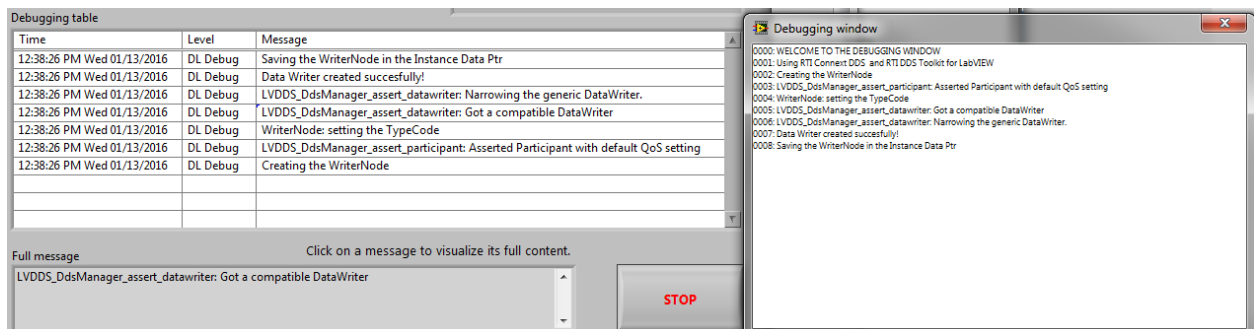 Debugging table
Time Level Message
12:38:26 PM Wed 01/13/2016 DL Debug Saving the WriterNode in the Instance Data Ptr
12:38:26 PM Wed 01/13/2016 DL Debug Data Writer created succesfully!
12:38:26 PM Wed 01/13/2016 DL Debug LVDDS_DdsManager_assert_datawriter: Narrowing the generic DataWriter.
12:38:26 PM Wed 01/13/2016 DL Debug LVDDS_DdsManager_assert_datawriter: Got a compatible DataWriter
12:38:26 PM Wed 01/13/2016 DL Debug WriterNode: setting the TypeCode
12:38:26 PM Wed 01/13/2016 DL Debug LVDDS_DdsManager_assert_participant: Asserted Participant with default QoS setting
12:38:26 PM Wed 01/13/2016 DL Debug Creating the WriterNode
Full message
Click on a message to visualize its full content.
LVDDS_DdsManager_assert_datawriter: Got a compatible DataWriter
STOP
Debugging window
0000: WELCOME TO THE DEBUGGING WINDOW
0001: Using RTI Connext DDS and RTI DDS Toolkit for LabVIEW
0002: Creating the WriterNode
0003: LVDDS_DdsManager_assert_participant: Asserted Participant with default QoS setting
0004: WriterNode: setting the TypeCode
0005: LVDDS_DdsManager_assert_datawriter: Got a compatible DataWriter
0006: LVDDS_DdsManager_assert_datawriter: Narrowing the generic DataWriter.
0007: Data Writer created succesfully!
0008: Saving the WriterNode in the Instance Data Ptr